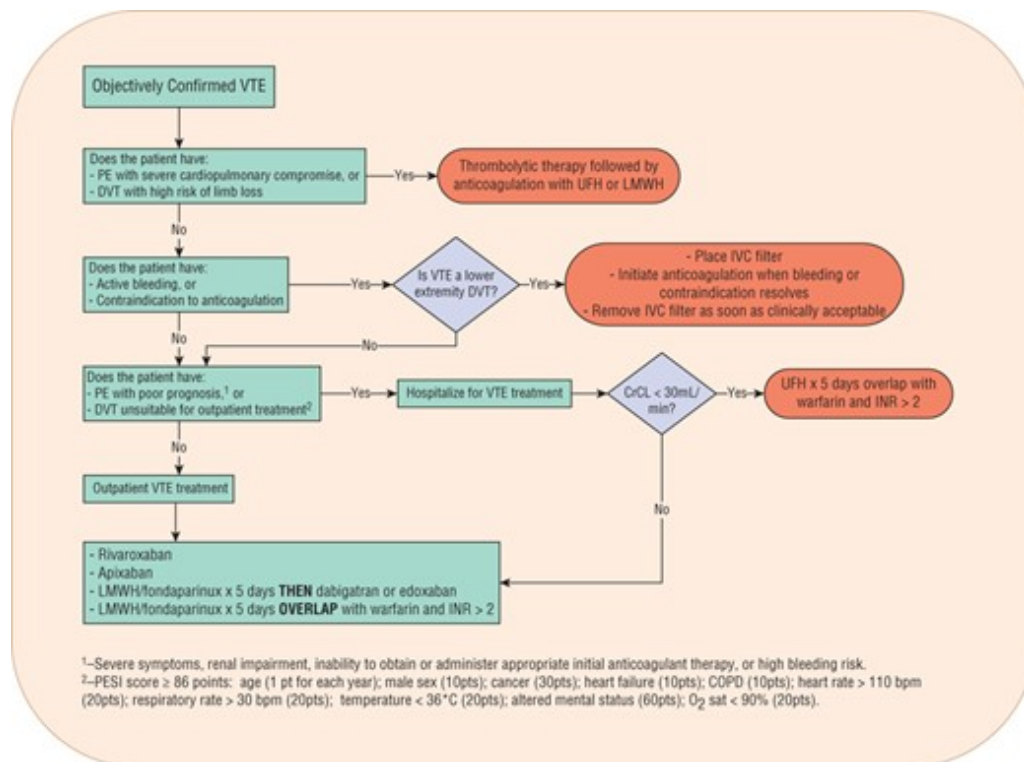 Objectively Confirmed VTE
Does the patient have:
- PE with severe cardiopulmonary compromise, or
- DVT with high risk of limb loss
Yes
Thrombolytic therapy followed by
anticoagulation with UFH or LMWH
No
Does the patient have:
- Active bleeding, or
- Contraindication to anticoagulation
Yes
Is VTE a lower
extremity DVT?
Yes
- Place IVC filter
- Initiate anticoagulation when bleeding or
contraindication resolves
- Remove IVC filter as soon as clinically acceptable
No
No
Does the patient have:
- PE with poor prognosis,1 or
- DVT unsuitable for outpatient treatment2
Yes
Hospitalize for VTE treatment
CrCL < 30mL/
min?
Yes
UFH x 5 days overlap with
warfarin and INR > 2
No
Outpatient VTE treatment
No
- Rivaroxaban
- Apixaban
- LMWH/fondaparinux x 5 days THEN dabigatran or edoxaban
- LMWH/fondaparinux x 5 days OVERLAP with warfarin and INR > 2
1–Severe symptoms, renal impairment, inability to obtain or administer appropriate initial anticoagulant therapy, or high bleeding risk.
2–PESI score ≥ 86 points: age (1 pt for each year); male sex (10pts); cancer (30pts); heart failure (10pts); COPD (10pts); heart rate > 110 bpm
(20pts); respiratory rate > 30 bpm (20pts); temperature < 36°C (20pts); altered mental status (60pts); O2 sat < 90% (20pts).